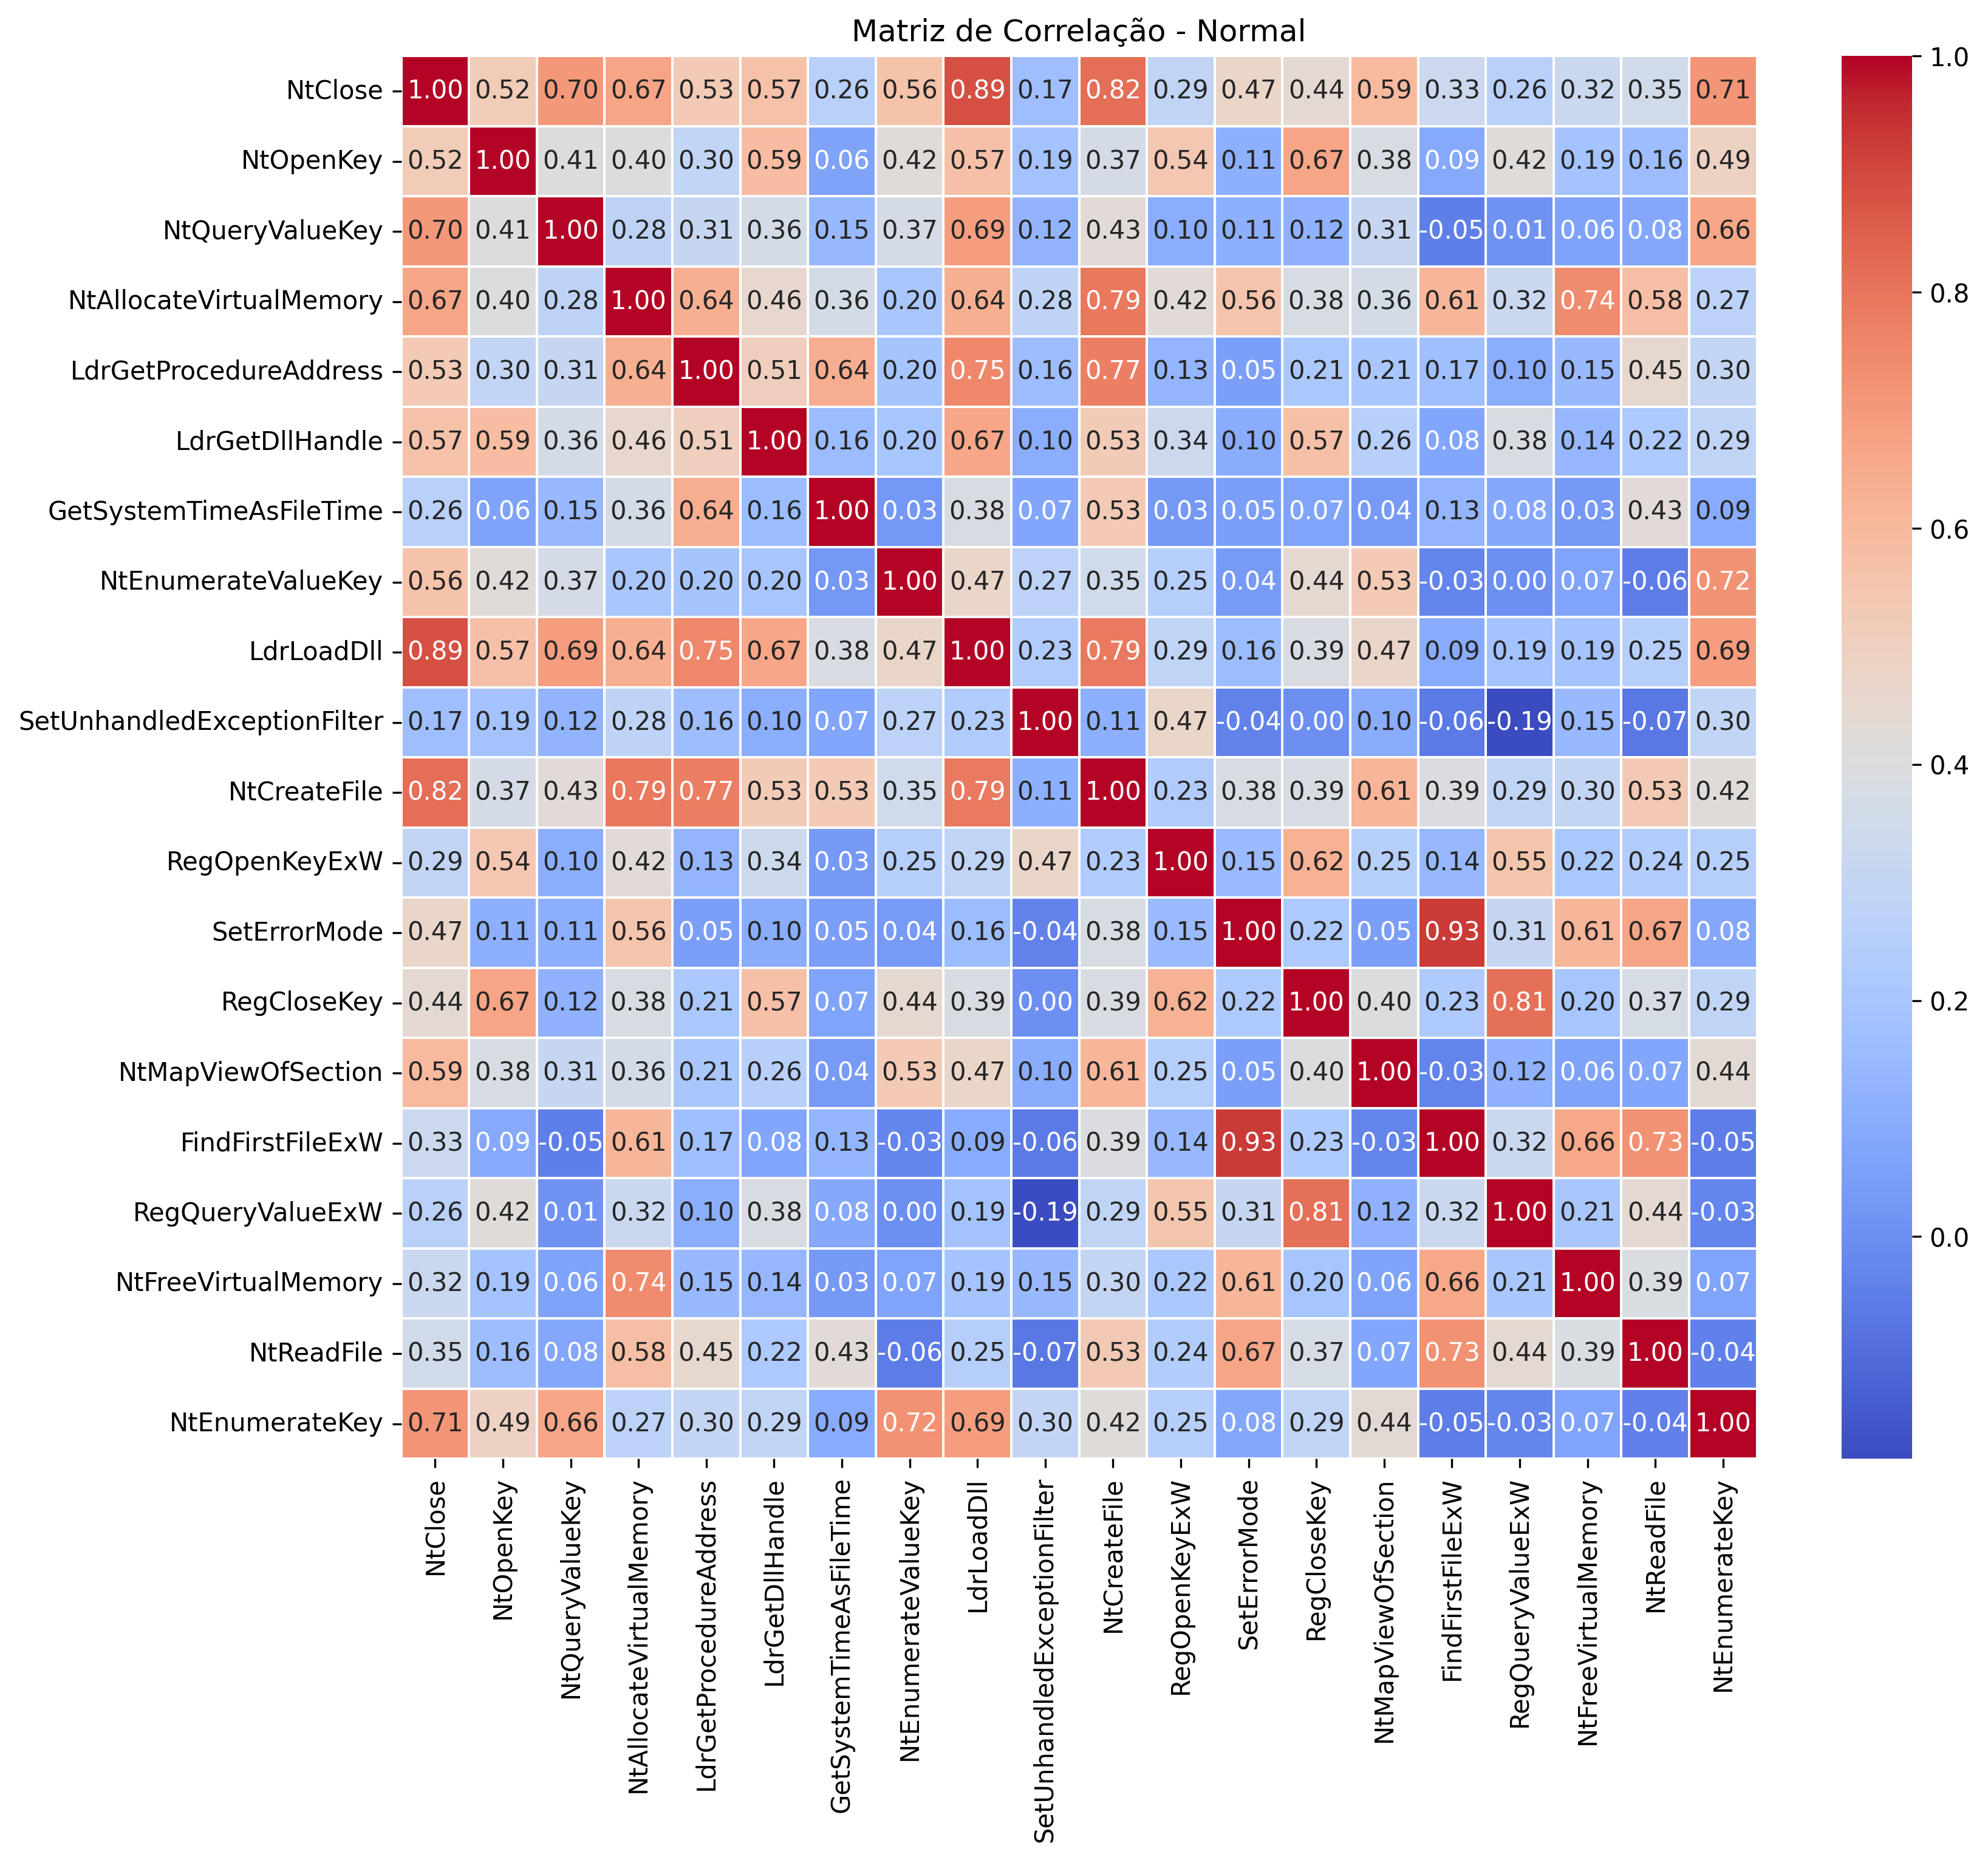 Matriz de Correlação - Normal
NtClose 1.00 0.52 0.70 0.67 0.53 0.57 0.26 0.56 0.89 0.17 0.82 0.29 0.47 0.44 0.59 0.33 0.26 0.32 0.35 0.71
NtOpenKey 0.52 1.00 0.41 0.40 0.30 0.59 0.06 0.42 0.57 0.19 0.37 0.54 0.11 0.67 0.38 0.09 0.42 0.19 0.16 0.49
NtQueryValueKey 0.70 0.41 1.00 0.28 0.31 0.36 0.15 0.37 0.69 0.12 0.43 0.10 0.11 0.12 0.31 -0.05 0.01 0.06 0.08 0.66
NtAllocateVirtualMemory 0.67 0.40 0.28 1.00 0.64 0.46 0.36 0.20 0.64 0.28 0.79 0.42 0.56 0.38 0.36 0.61 0.32 0.74 0.58 0.27
LdrGetProcedureAddress 0.53 0.30 0.31 0.64 1.00 0.51 0.64 0.20 0.75 0.16 0.77 0.13 0.05 0.21 0.21 0.17 0.10 0.15 0.45 0.30
LdrGetDllHandle 0.57 0.59 0.36 0.46 0.51 1.00 0.16 0.20 0.67 0.10 0.53 0.34 0.10 0.57 0.26 0.08 0.38 0.14 0.22 0.29
GetSystemTimeAsFileTime 0.26 0.06 0.15 0.36 0.64 0.16 1.00 0.03 0.38 0.07 0.53 0.03 0.05 0.07 0.04 0.13 0.08 0.03 0.43 0.09
NtEnumerateValueKey 0.56 0.42 0.37 0.20 0.20 0.20 0.03 1.00 0.47 0.27 0.35 0.25 0.04 0.44 0.53 -0.03 0.00 0.07 -0.06 0.72
LdrLoadDll 0.89 0.57 0.69 0.64 0.75 0.67 0.38 0.47 1.00 0.23 0.79 0.29 0.16 0.39 0.47 0.09 0.19 0.19 0.25 0.69
SetUnhandledExceptionFilter 0.17 0.19 0.12 0.28 0.16 0.10 0.07 0.27 0.23 1.00 0.11 0.47 -0.04 0.00 0.10 -0.06 -0.19 0.15 -0.07 0.30
NtCreateFile 0.82 0.37 0.43 0.79 0.77 0.53 0.53 0.35 0.79 0.11 1.00 0.23 0.38 0.39 0.61 0.39 0.29 0.30 0.53 0.42
RegOpenKeyExW 0.29 0.54 0.10 0.42 0.13 0.34 0.03 0.25 0.29 0.47 0.23 1.00 0.15 0.62 0.25 0.14 0.55 0.22 0.24 0.25
SetErrorMode 0.47 0.11 0.11 0.56 0.05 0.10 0.05 0.04 0.16 -0.04 0.38 0.15 1.00 0.22 0.05 0.93 0.31 0.61 0.67 0.08
RegCloseKey 0.44 0.67 0.12 0.38 0.21 0.57 0.07 0.44 0.39 0.00 0.39 0.62 0.22 1.00 0.40 0.23 0.81 0.20 0.37 0.29
NtMapViewOfSection 0.59 0.38 0.31 0.36 0.21 0.26 0.04 0.53 0.47 0.10 0.61 0.25 0.05 0.40 1.00 -0.03 0.12 0.06 0.07 0.44
FindFirstFileExW 0.33 0.09 -0.05 0.61 0.17 0.08 0.13 -0.03 0.09 -0.06 0.39 0.14 0.93 0.23 -0.03 1.00 0.32 0.66 0.73 -0.05
RegQueryValueExW 0.26 0.42 0.01 0.32 0.10 0.38 0.08 0.00 0.19 -0.19 0.29 0.55 0.31 0.81 0.12 0.32 1.00 0.21 0.44 -0.03
NtFreeVirtualMemory 0.32 0.19 0.06 0.74 0.15 0.14 0.03 0.07 0.19 0.15 0.30 0.22 0.61 0.20 0.06 0.66 0.21 1.00 0.39 0.07
NtReadFile 0.35 0.16 0.08 0.58 0.45 0.22 0.43 -0.06 0.25 -0.07 0.53 0.24 0.67 0.37 0.07 0.73 0.44 0.39 1.00 -0.04
NtEnumerateKey 0.71 0.49 0.66 0.27 0.30 0.29 0.09 0.72 0.69 0.30 0.42 0.25 0.08 0.29 0.44 -0.05 -0.03 0.07 -0.04 1.00
NtClose
NtOpenKey
NtQueryValueKey
NtAllocateVirtualMemory
LdrGetProcedureAddress
LdrGetDllHandle
GetSystemTimeAsFileTime
NtEnumerateValueKey
LdrLoadDll
SetUnhandledExceptionFilter
NtCreateFile
RegOpenKeyExW
SetErrorMode
RegCloseKey
NtMapViewOfSection
FindFirstFileExW
RegQueryValueExW
NtFreeVirtualMemory
NtReadFile
NtEnumerateKey
1.0
0.8
0.6
0.4
0.2
0.0